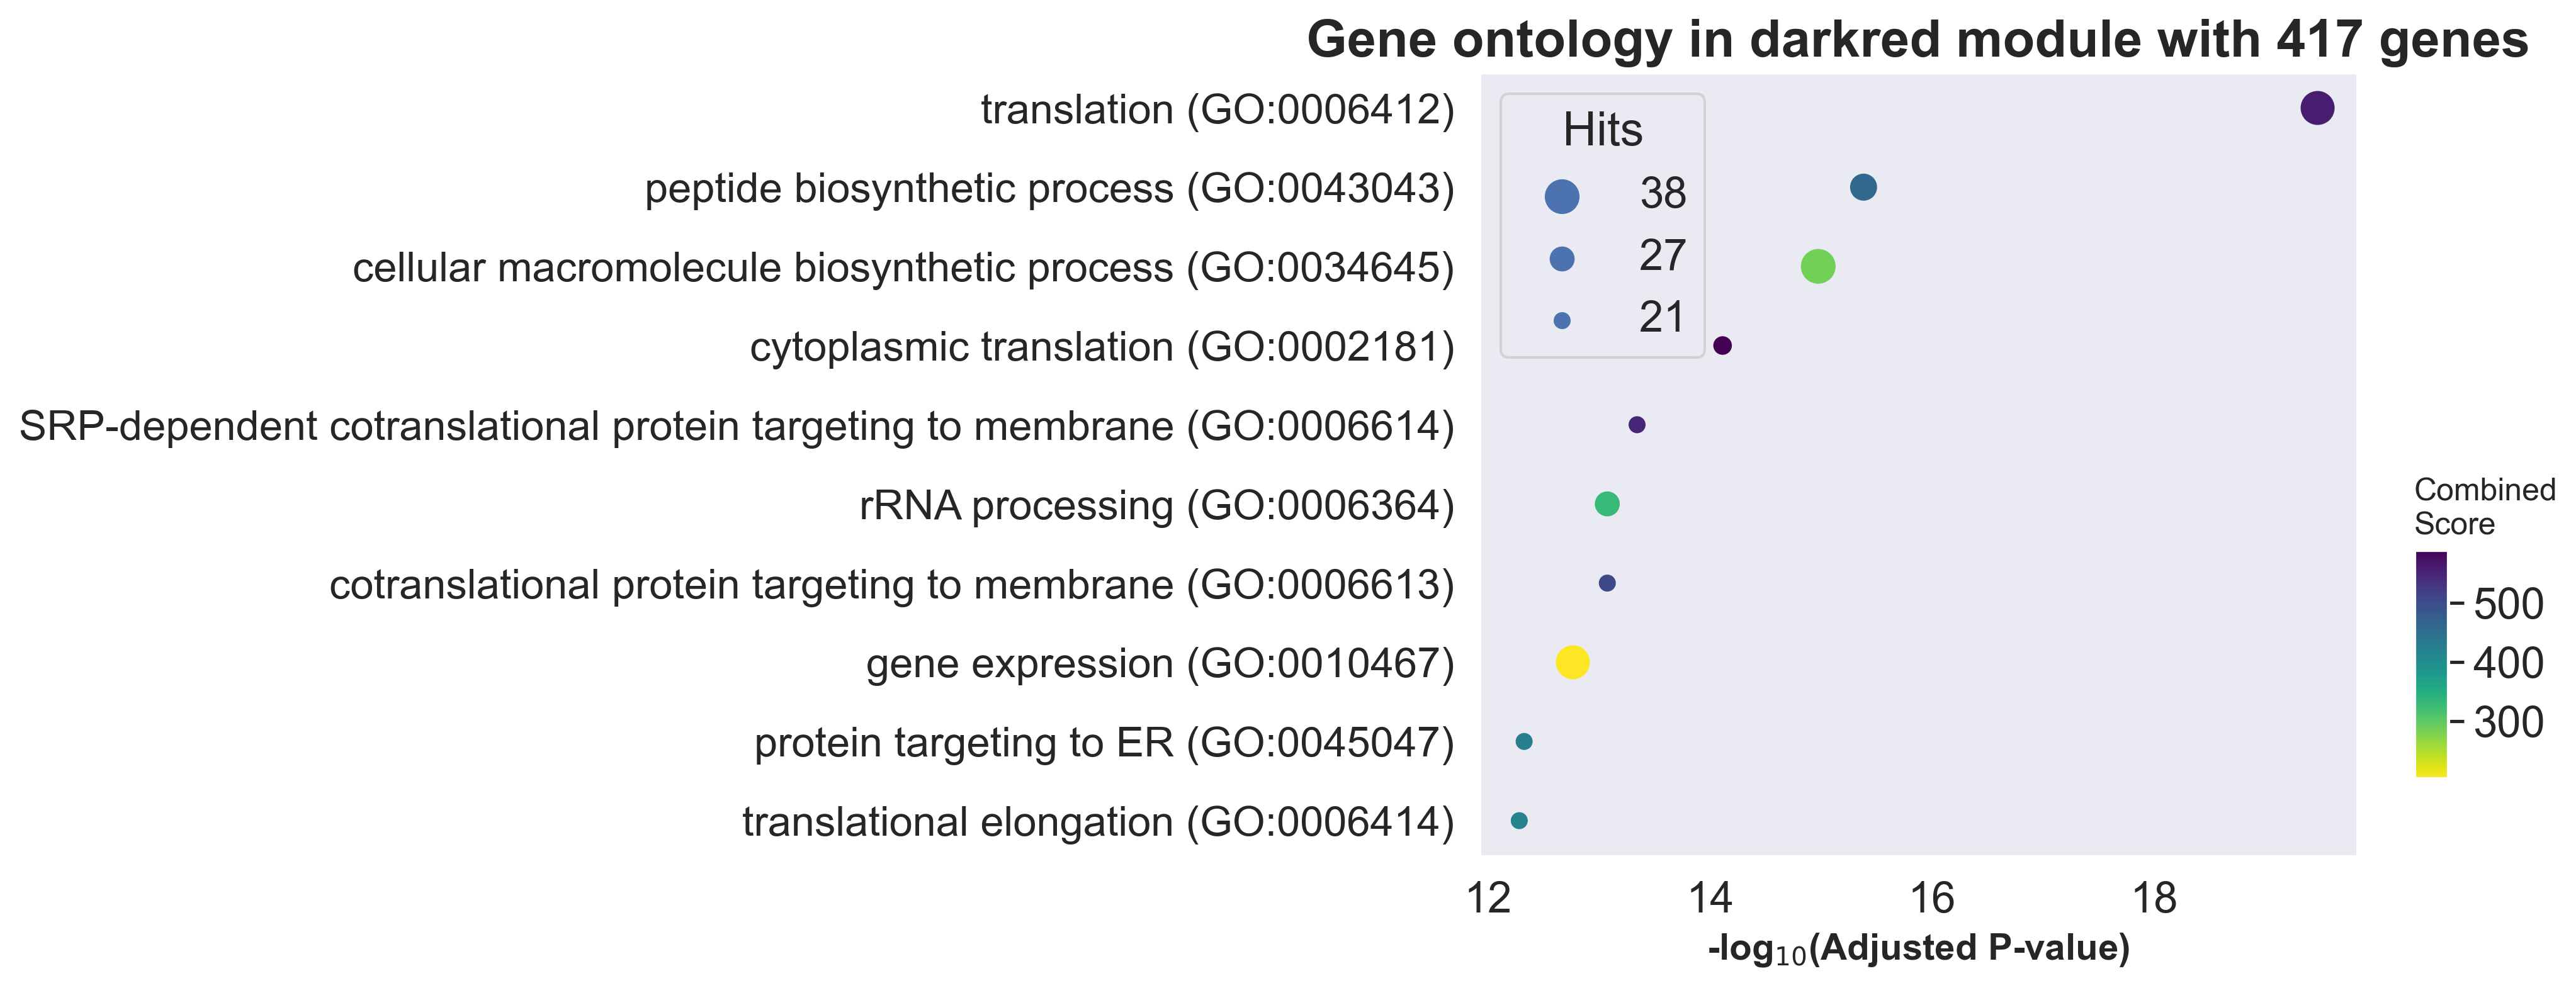 Gene ontology in darkred module with 417 genes
translation (GO:0006412)
peptide biosynthetic process (GO:0043043)
cellular macromolecule biosynthetic process (GO:0034645)
cytoplasmic translation (GO:0002181)
SRP-dependent cotranslational protein targeting to membrane (GO:0006614)
rRNA processing (GO:0006364)
cotranslational protein targeting to membrane (GO:0006613)
gene expression (GO:0010467)
protein targeting to ER (GO:0045047)
translational elongation (GO:0006414)
Hits
38
27
21
Combined
Score
500
400
300
12 14 16 18
-log₁₀(Adjusted P-value)